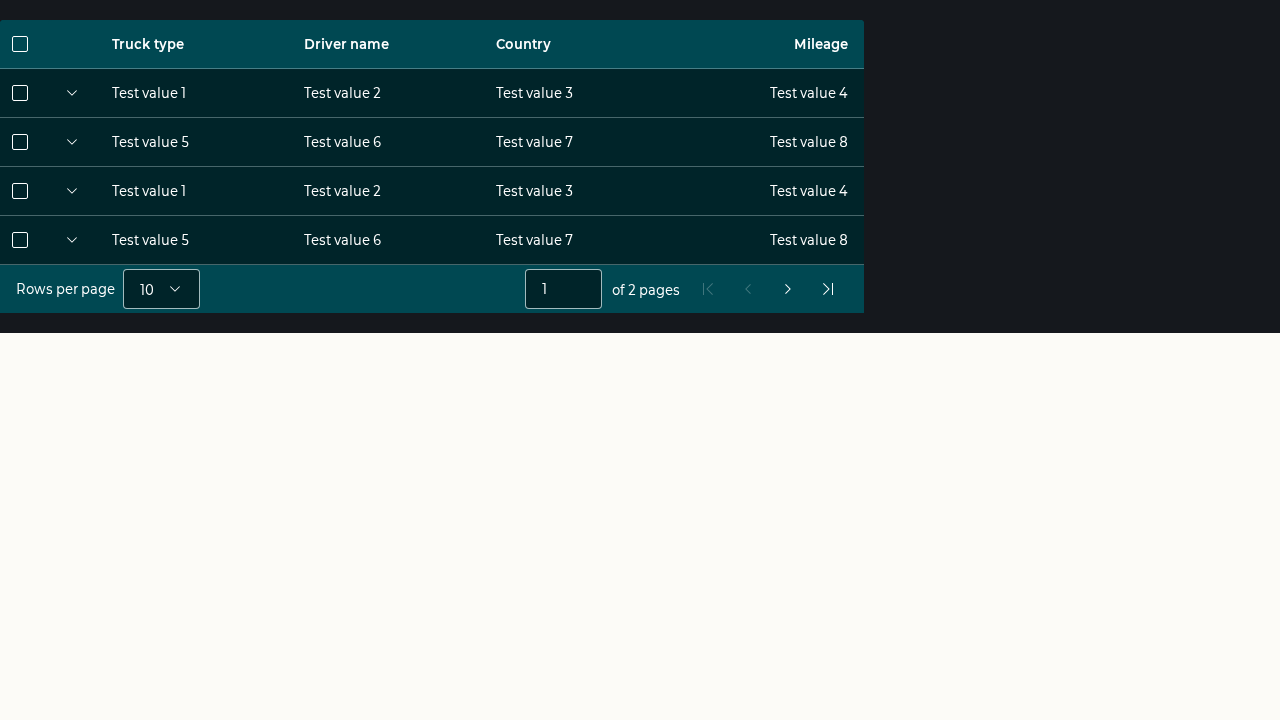 Truck type Driver name Country Mileage
Test value 1 Test value 2 Test value 3 Test value 4
Test value 5 Test value 6 Test value 7 Test value 8
Test value 1 Test value 2 Test value 3 Test value 4
Test value 5 Test value 6 Test value 7 Test value 8
Rows per page 10 1 of 2 pages